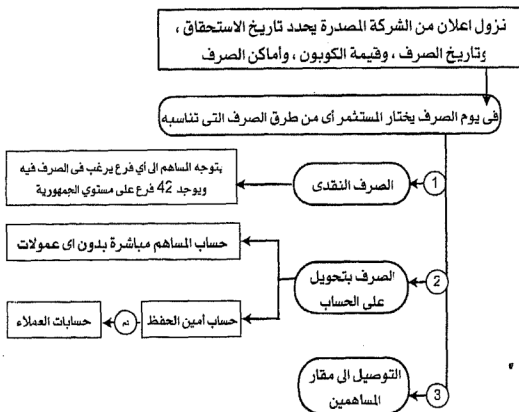 نزول اعلان من الشركة المصدرة يحدد تاريخ الاستحقاق ،
وتاريخ الصرف ، وقيمة الكوبون ، وأماكن الصرف
فى يوم الصرف يختار المستثمر أى من طرق الصرف التى تناسبه
1
الصرف النقدى
يتوجه المساهم الى أي فرع يرغب فى الصرف فيه
ويوجد 42 فرع على مستوي الجمهورية
2
الصرف بتحويل
على الحساب
حساب المساهم مباشرة بدون اى عمولات
حساب أمين الحفظ
ثم
حسابات العملاء
3
التوصيل الى مقار
المساهمين